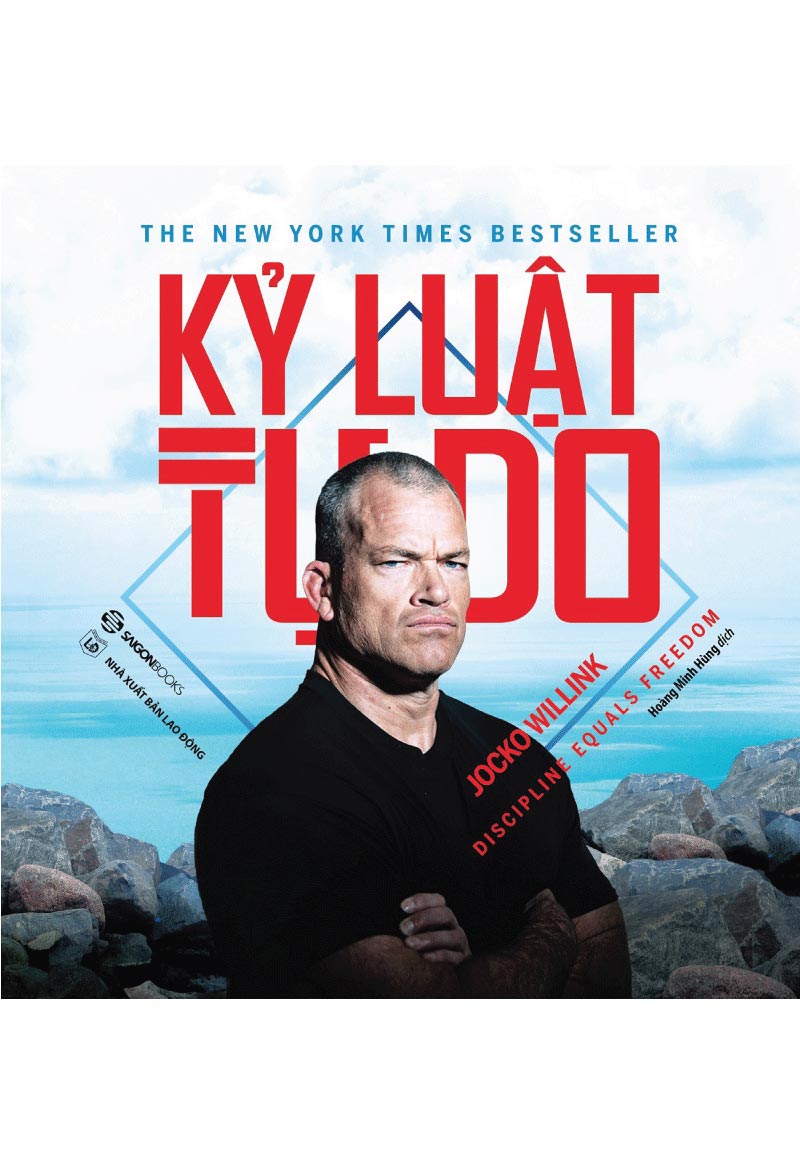 THE NEW YORK TIMES BESTSELLER
KỶ LUẬT
TỰ DO
LĐ
SAIGONBOOKS
NHÀ XUẤT BẢN LAO ĐỘNG
JOCKO WILLINK
DISCIPLINE EQUALS FREEDOM
Hoàng Minh Hùng dịch